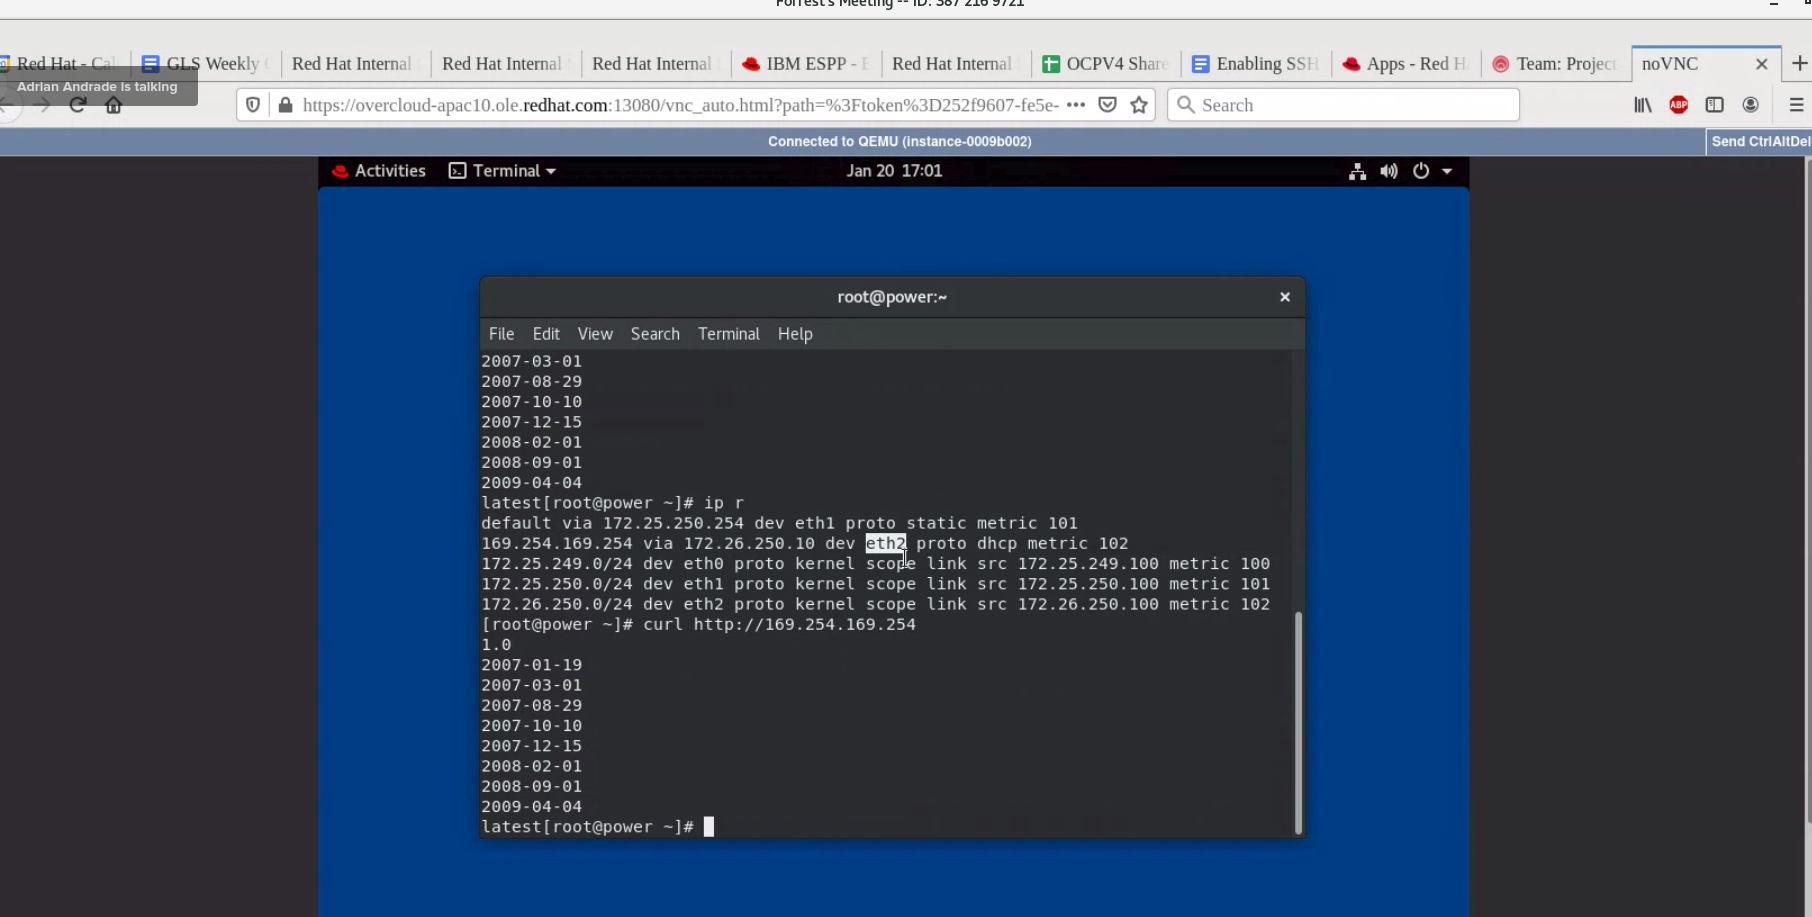 Forrest's Meeting -- ID: 387 216 9721
Red Hat - Cal
GLS Weekly
Red Hat Internal
Red Hat Internal
Red Hat Internal
IBM ESPP - E
Red Hat Internal
OCPV4 Share
Enabling SSH
Apps - Red H
Team: Project
noVNC
Adrian Andrade is talking
https://overcloud-apac10.ole.redhat.com:13080/vnc_auto.html?path=%3Ftoken%3D252f9607-fe5e-
Search
ABP
Connected to QEMU (instance-0009b002)
Send CtrlAltDel
Activities
Terminal
Jan 20 17:01
root@power:~
File Edit View Search Terminal Help
2007-03-01
2007-08-29
2007-10-10
2007-12-15
2008-02-01
2008-09-01
2009-04-04
latest[root@power ~]# ip r
default via 172.25.250.254 dev eth1 proto static metric 101
169.254.169.254 via 172.26.250.10 dev eth2 proto dhcp metric 102
172.25.249.0/24 dev eth0 proto kernel scope link src 172.25.249.100 metric 100
172.25.250.0/24 dev eth1 proto kernel scope link src 172.25.250.100 metric 101
172.26.250.0/24 dev eth2 proto kernel scope link src 172.26.250.100 metric 102
[root@power ~]# curl http://169.254.169.254
1.0
2007-01-19
2007-03-01
2007-08-29
2007-10-10
2007-12-15
2008-02-01
2008-09-01
2009-04-04
latest[root@power ~]#